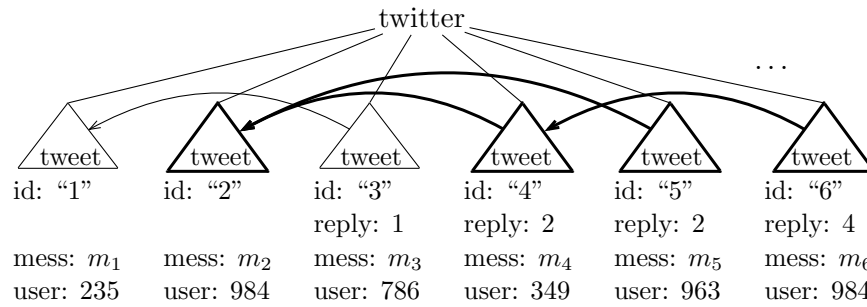 twitter
. . .
tweet tweet tweet tweet tweet tweet
id: “1” id: “2” id: “3” id: “4” id: “5” id: “6”
reply: 1 reply: 2 reply: 2 reply: 4
mess: m₁ mess: m₂ mess: m₃ mess: m₄ mess: m₅ mess: m₆
user: 235 user: 984 user: 786 user: 349 user: 963 user: 984